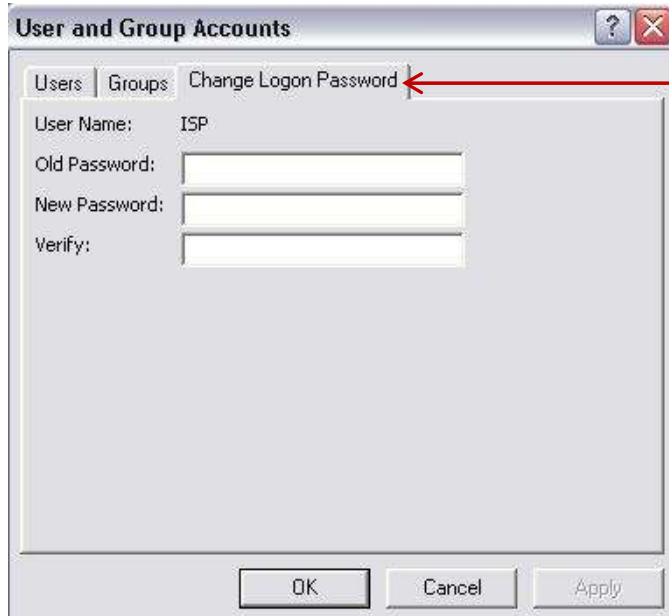 User and Group Accounts
Users Groups Change Logon Password
User Name: ISP
Old Password:
New Password:
Verify:
OK Cancel Apply